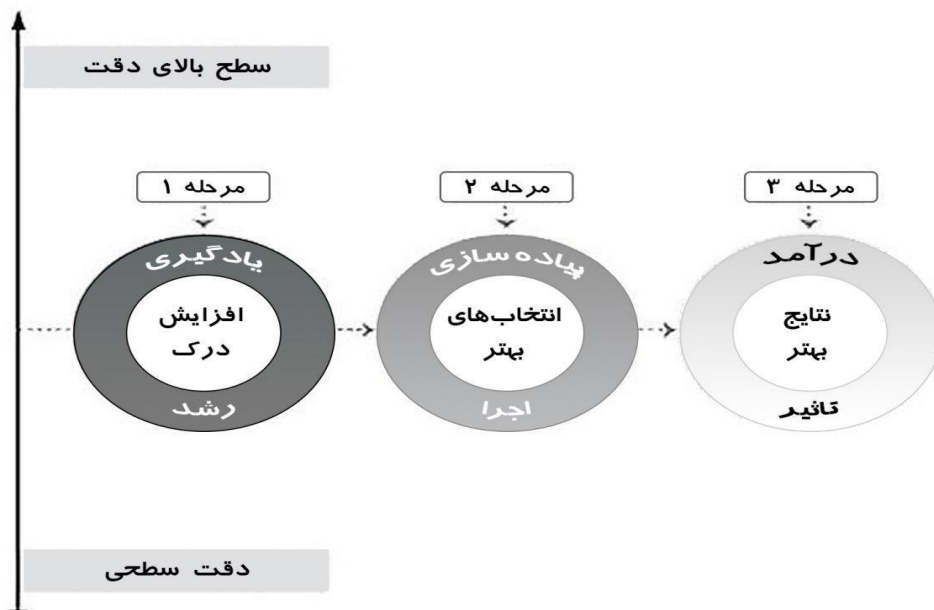 سطح بالای دقت
مرحله ۱
یادگیری
افزایش
درک
رشد
مرحله ۲
پیاده سازی
انتخاب‌های
بهتر
اجرا
مرحله ۳
درآمد
نتایج
بهتر
تاثیر
دقت سطحی